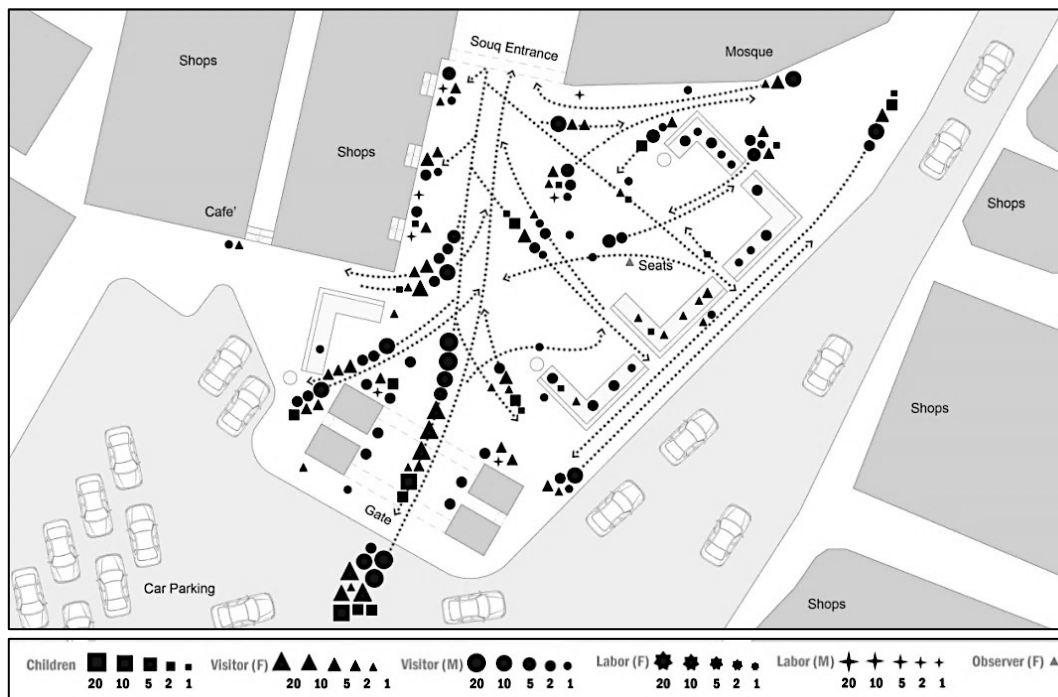 Souq Entrance
Mosque
Shops
Shops
Shops
Cafe'
Seats
Shops
Gate
Car Parking
Shops
Children 20 10 5 2 1
Visitor (F) 20 10 5 2 1
Visitor (M) 20 10 5 2 1
Labor (F) 20 10 5 2 1
Labor (M) 20 10 5 2 1
Observer (F)